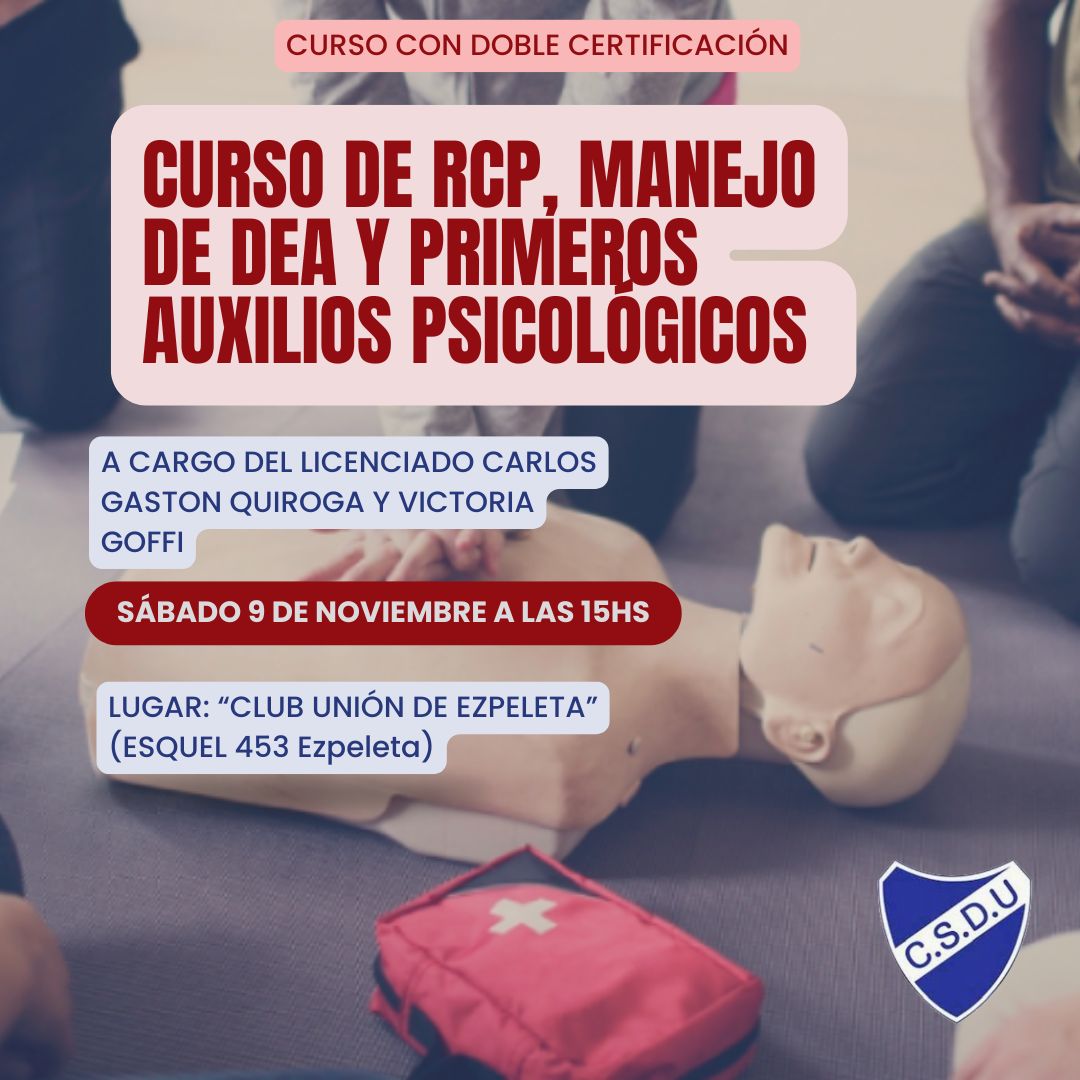 CURSO CON DOBLE CERTIFICACIÓN
CURSO DE RCP, MANEJO
DE DEA Y PRIMEROS
AUXILIOS PSICOLÓGICOS
A CARGO DEL LICENCIADO CARLOS
GASTON QUIROGA Y VICTORIA
GOFFI
SÁBADO 9 DE NOVIEMBRE A LAS 15HS
LUGAR: “CLUB UNIÓN DE EZPELETA”
(ESQUEL 453 Ezpeleta)
C.S.D.U